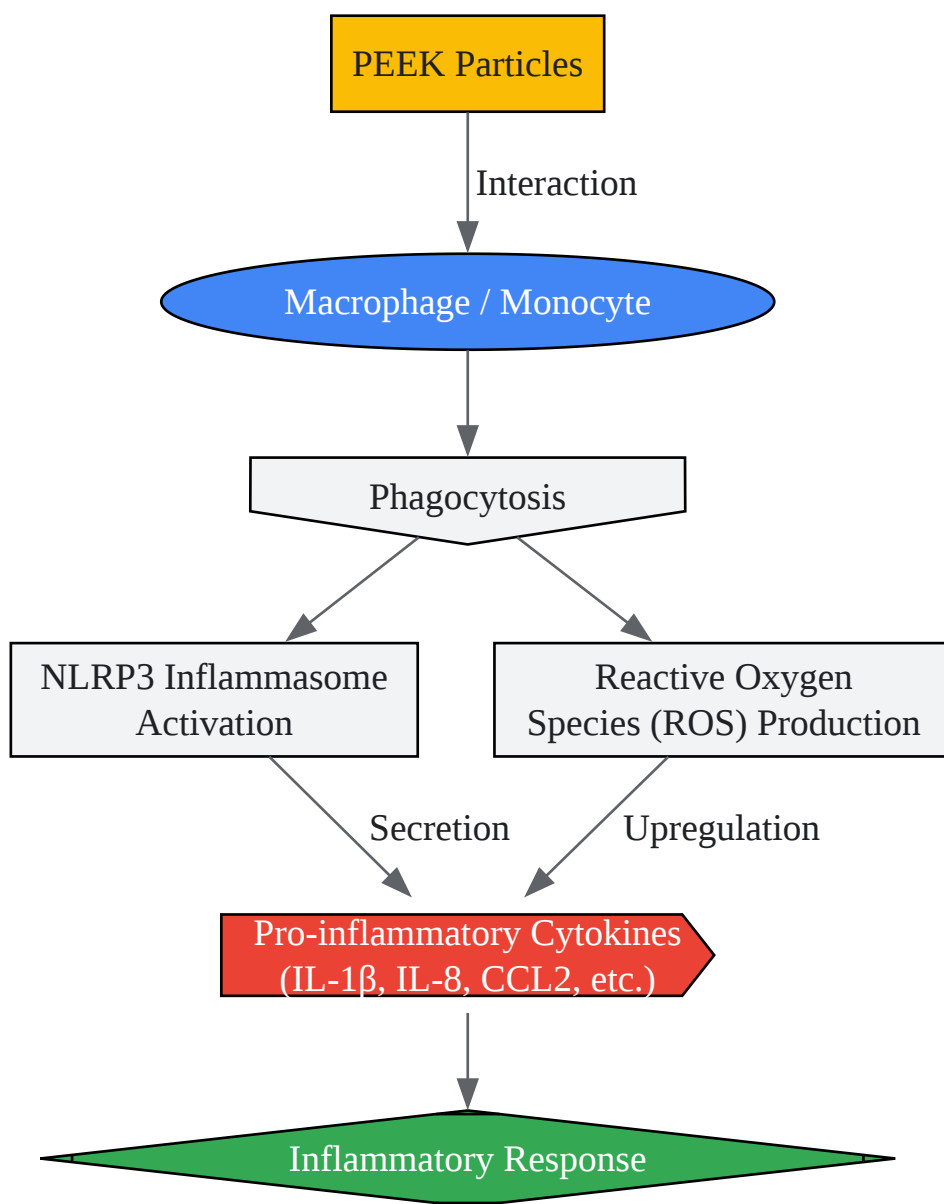 PEEK Particles
Interaction
Macrophage / Monocyte
Phagocytosis
NLRP3 Inflammasome
Activation
Reactive Oxygen
Species (ROS) Production
Secretion
Upregulation
Pro-inflammatory Cytokines
(IL-1β, IL-8, CCL2, etc.)
Inflammatory Response